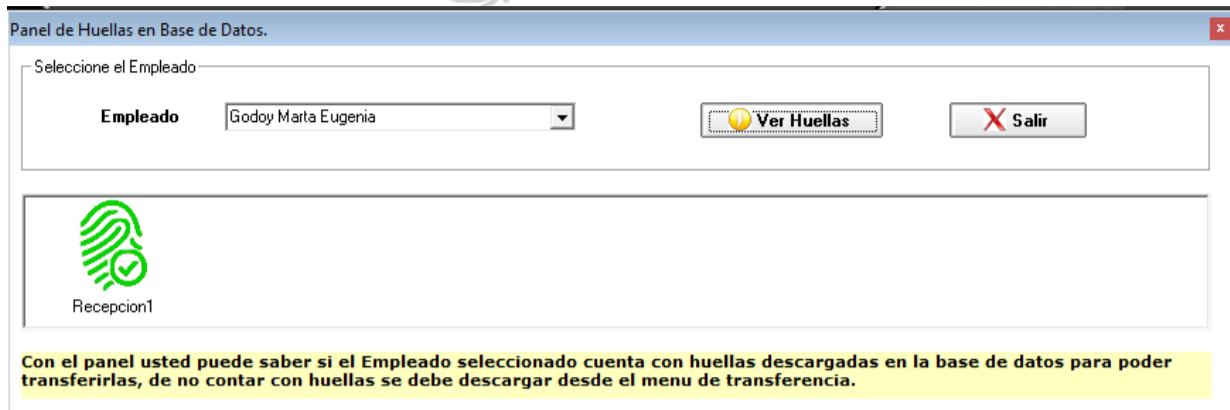 Panel de Huellas en Base de Datos.
x
Seleccione el Empleado
Empleado
Godoy Marta Eugenia
Ver Huellas
Salir
Recepcion1
Con el panel usted puede saber si el Empleado seleccionado cuenta con huellas descargadas en la base de datos para poder
transferirlas, de no contar con huellas se debe descargar desde el menu de transferencia.